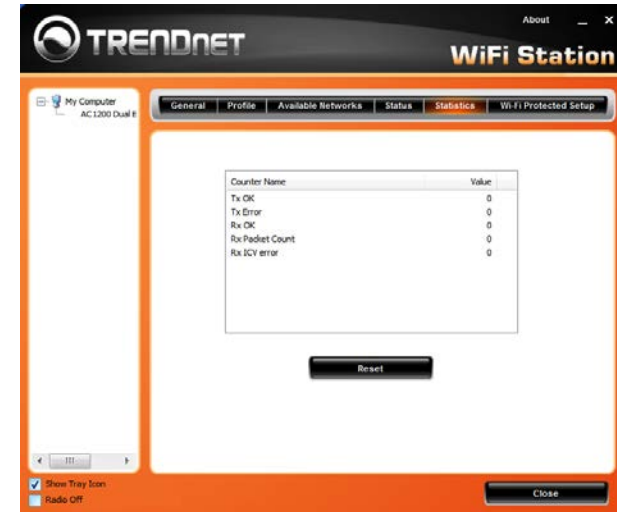 About
TRENDnet
WiFi Station
My Computer
AC1200 Dual B
General Profile Available Networks Status Statistics Wi-Fi Protected Setup
Counter Name Value
Tx OK 0
Tx Error 0
Rx OK 0
Rx Packet Count 0
Rx ICV error 0
Reset
Show Tray Icon
Radio Off
Close